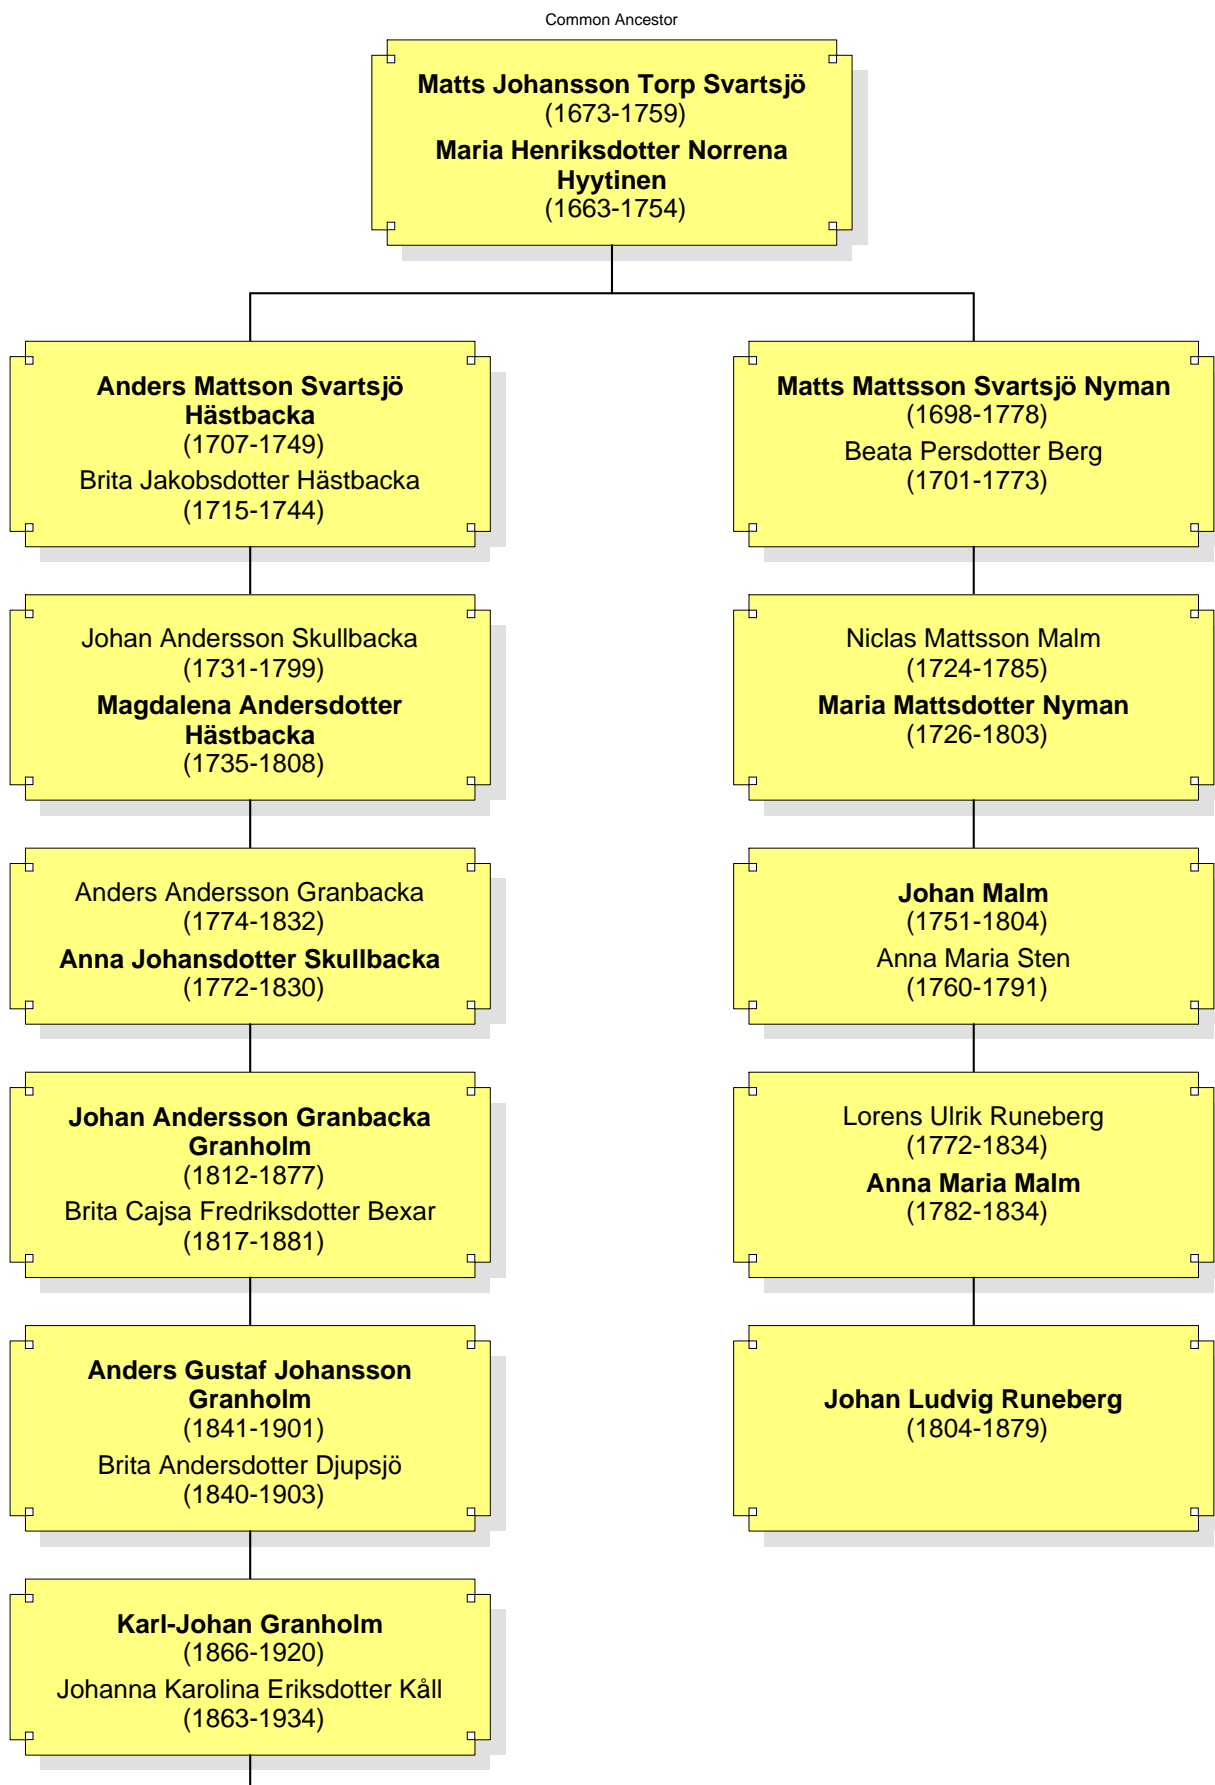 Common Ancestor
Matts Johansson Torp Svartsjö
(1673-1759)
Maria Henriksdotter Norrena
Hyytinen
(1663-1754)
Anders Mattson Svartsjö
Hästbacka
(1707-1749)
Brita Jakobsdotter Hästbacka
(1715-1744)
Matts Mattsson Svartsjö Nyman
(1698-1778)
Beata Persdotter Berg
(1701-1773)
Johan Andersson Skullbacka
(1731-1799)
Magdalena Andersdotter
Hästbacka
(1735-1808)
Niclas Mattsson Malm
(1724-1785)
Maria Mattsdotter Nyman
(1726-1803)
Anders Andersson Granbacka
(1774-1832)
Anna Johansdotter Skullbacka
(1772-1830)
Johan Malm
(1751-1804)
Anna Maria Sten
(1760-1791)
Johan Andersson Granbacka
Granholm
(1812-1877)
Brita Cajsa Fredriksdotter Bexar
(1817-1881)
Lorens Ulrik Runeberg
(1772-1834)
Anna Maria Malm
(1782-1834)
Anders Gustaf Johansson
Granholm
(1841-1901)
Brita Andersdotter Djupsjö
(1840-1903)
Johan Ludvig Runeberg
(1804-1879)
Karl-Johan Granholm
(1866-1920)
Johanna Karolina Eriksdotter Kåll
(1863-1934)